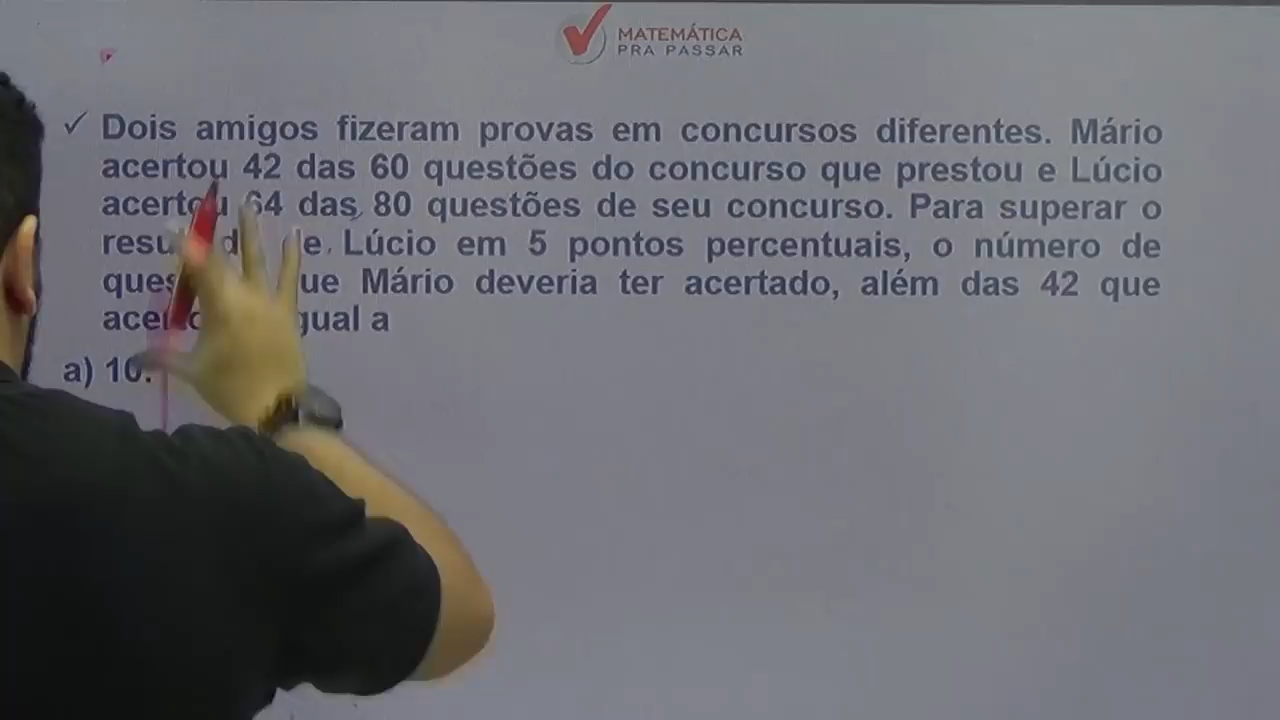 MATEMÁTICA
PRA PASSAR
✓ Dois amigos fizeram provas em concursos diferentes. Mário
acertou 42 das 60 questões do concurso que prestou e Lúcio
acertou 64 das 80 questões de seu concurso. Para superar o
Lúcio em 5 pontos percentuais, o número de
Mário deveria ter acertado, além das 42 que
a
a) 10.